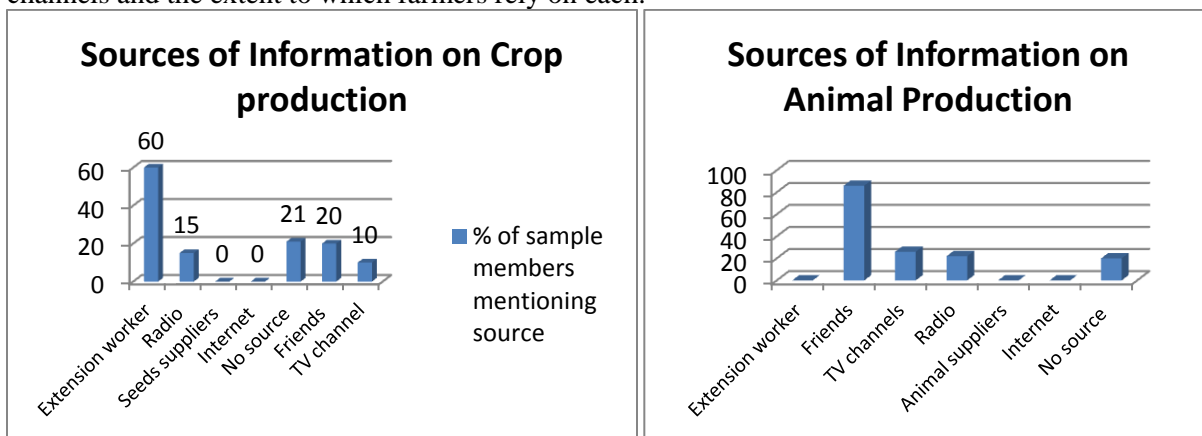 channels and the extent to which farmers rely on each.
Sources of Information on Crop
production
60
60
40
20
0
15
0
0
21
20
10
Extension worker
Radio
Seeds suppliers
Internet
No source
Friends
TV channel
% of sample
members
mentioning
source
Sources of Information on
Animal Production
100
80
60
40
20
0
Extension worker
Friends
TV channels
Radio
Animal suppliers
Internet
No source